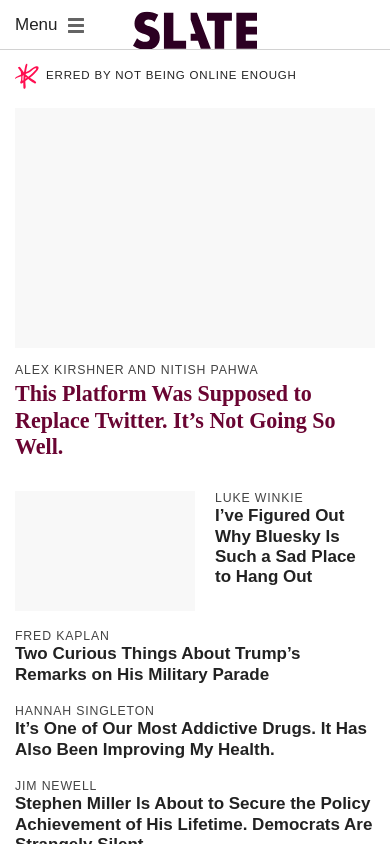 Menu
SLATE
ERRED BY NOT BEING ONLINE ENOUGH
ALEX KIRSHNER AND NITISH PAHWA
This Platform Was Supposed to
Replace Twitter. It’s Not Going So
Well.
LUKE WINKIE
I’ve Figured Out
Why Bluesky Is
Such a Sad Place
to Hang Out
FRED KAPLAN
Two Curious Things About Trump’s
Remarks on His Military Parade
HANNAH SINGLETON
It’s One of Our Most Addictive Drugs. It Has
Also Been Improving My Health.
JIM NEWELL
Stephen Miller Is About to Secure the Policy
Achievement of His Lifetime. Democrats Are
Strangely Silent